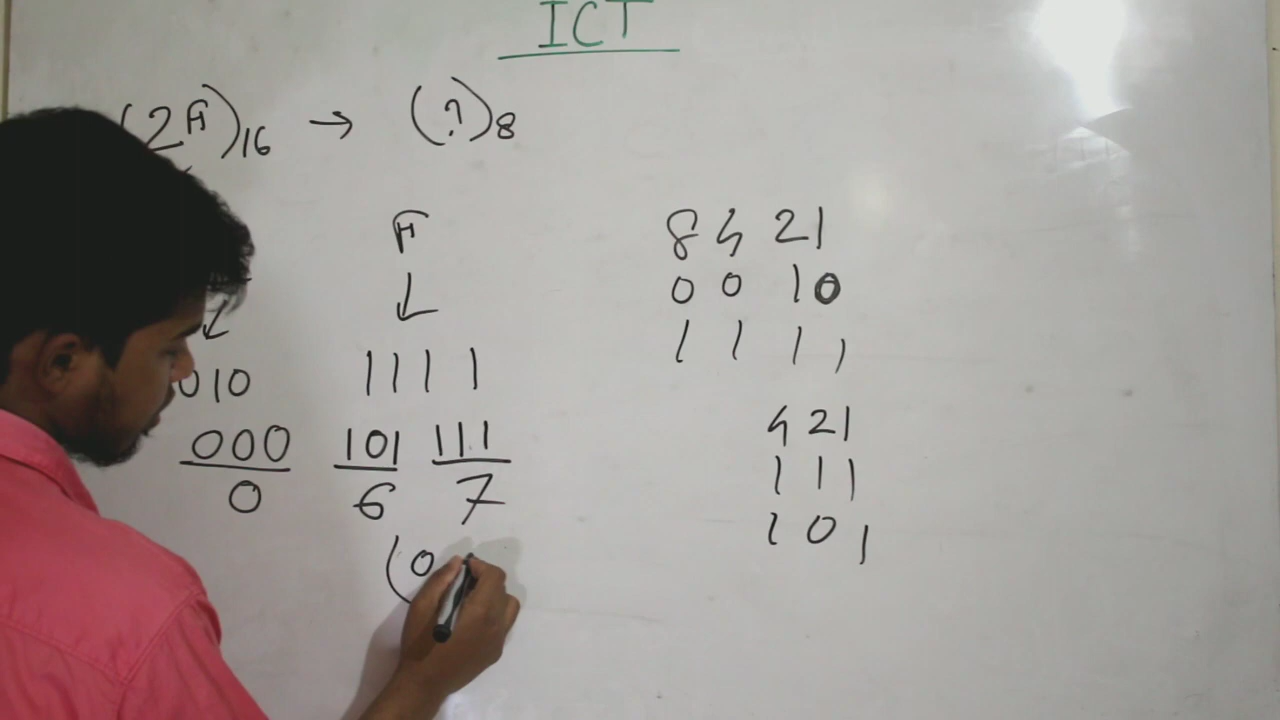 ICT
(2F)16 → (?)8
F
↓ ↓
010 1111
000 101 111
0 6 7
(0
8 4 2 1
0 0 1 0
1 1 1 1
4 2 1
1 1 1
1 0 1